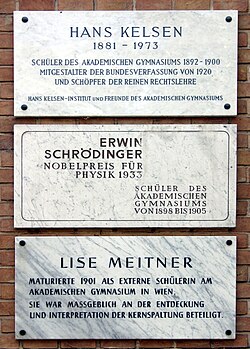 HANS KELSEN
1881 – 1973
SCHÜLER DES AKADEMISCHEN GYMNASIUMS 1892 - 1900
MITGESTALTER DER BUNDESVERFASSUNG VON 1920
UND SCHÖPFER DER REINEN RECHTSLEHRE
HANS KELSEN-INSTITUT UND FREUNDE DES AKADEMISCHEN GYMNASIUMS
ERWIN
SCHRÖDINGER
NOBELPREIS FÜR
PHYSIK 1933
SCHÜLER DES
AKADEMISCHEN
GYMNASIUMS
VON 1898 BIS 1905
LISE MEITNER
MATURIERTE 1901 ALS EXTERNE SCHÜLERIN AM
AKADEMISCHEN GYMNASIUM IN WIEN.
SIE WAR MASSGEBLICH AN DER ENTDECKUNG
UND INTERPRETATION DER KERNSPALTUNG BETEILIGT.